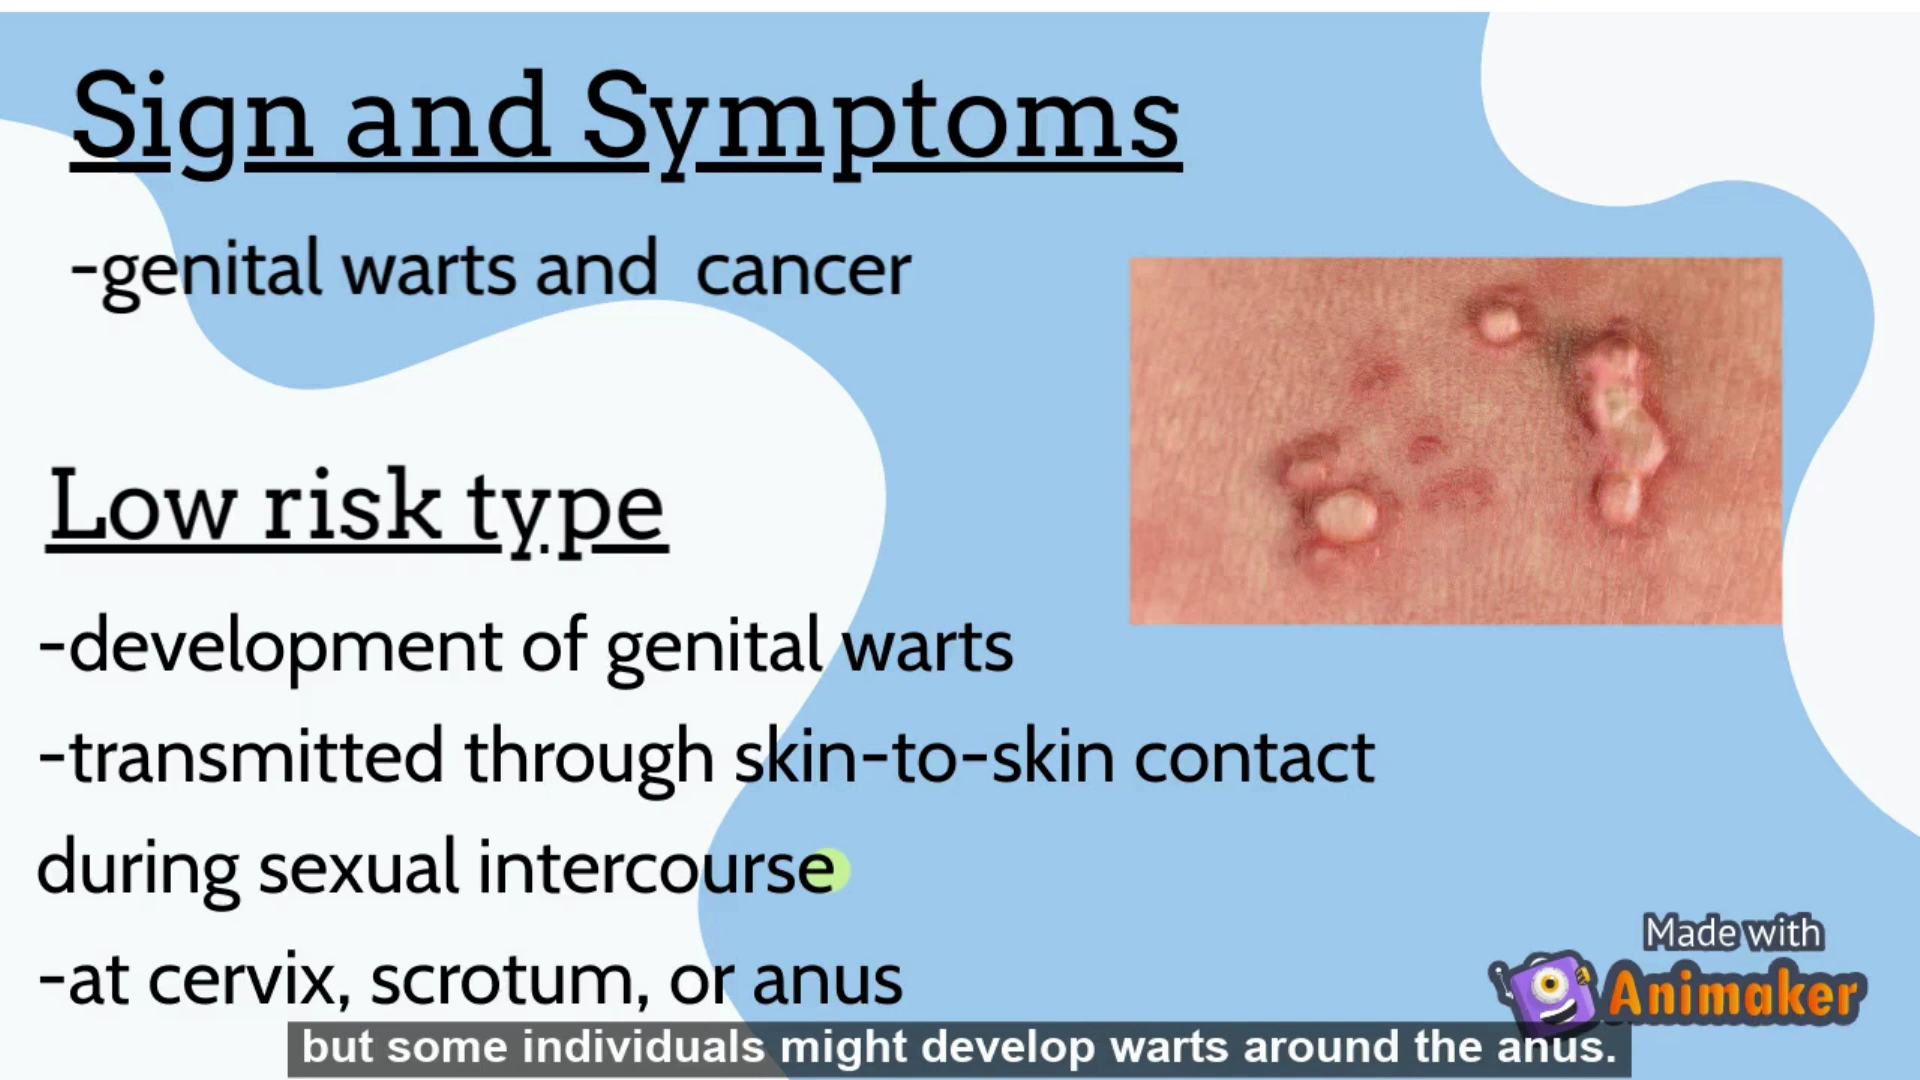 Sign and Symptoms
-genital warts and cancer
Low risk type
-development of genital warts
-transmitted through skin-to-skin contact
during sexual intercourse
-at cervix, scrotum, or anus
Made with
Animaker
but some individuals might develop warts around the anus.